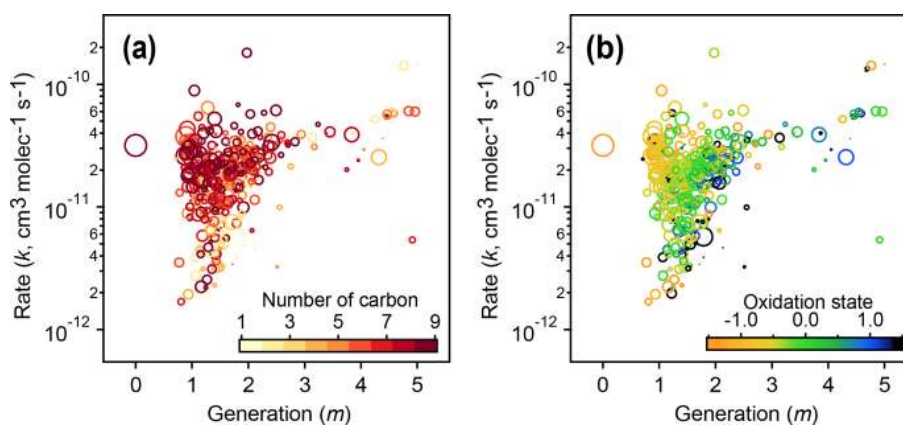 (a)
Rate (k, cm³ molec⁻¹ s⁻¹)
2
10⁻¹⁰
6
4
2
10⁻¹¹
6
4
2
10⁻¹²
Number of carbon
1 3 5 7 9
0 1 2 3 4 5
Generation (m)
(b)
Rate (k, cm³ molec⁻¹ s⁻¹)
2
10⁻¹⁰
6
4
2
10⁻¹¹
6
4
2
10⁻¹²
Oxidation state
-1.0 0.0 1.0
0 1 2 3 4 5
Generation (m)